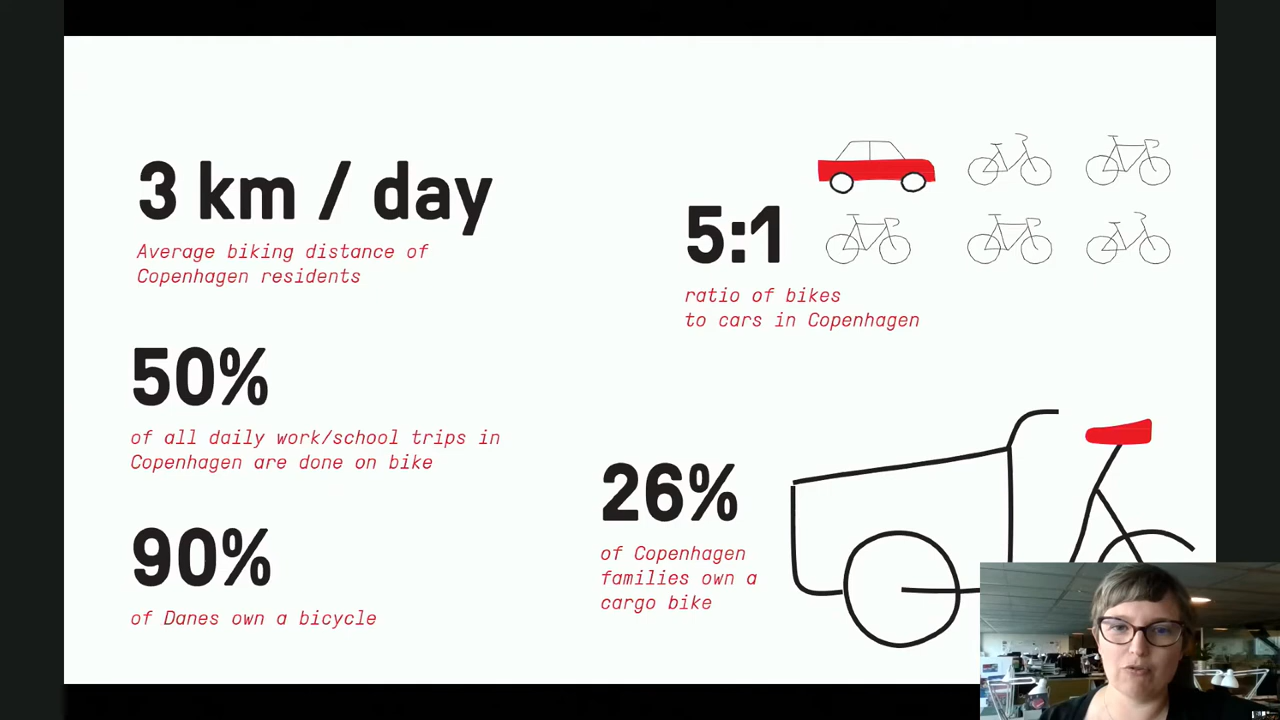 3 km / day
Average biking distance of
Copenhagen residents
50%
of all daily work/school trips in
Copenhagen are done on bike
90%
of Danes own a bicycle
5:1
ratio of bikes
to cars in Copenhagen
26%
of Copenhagen
families own a
cargo bike